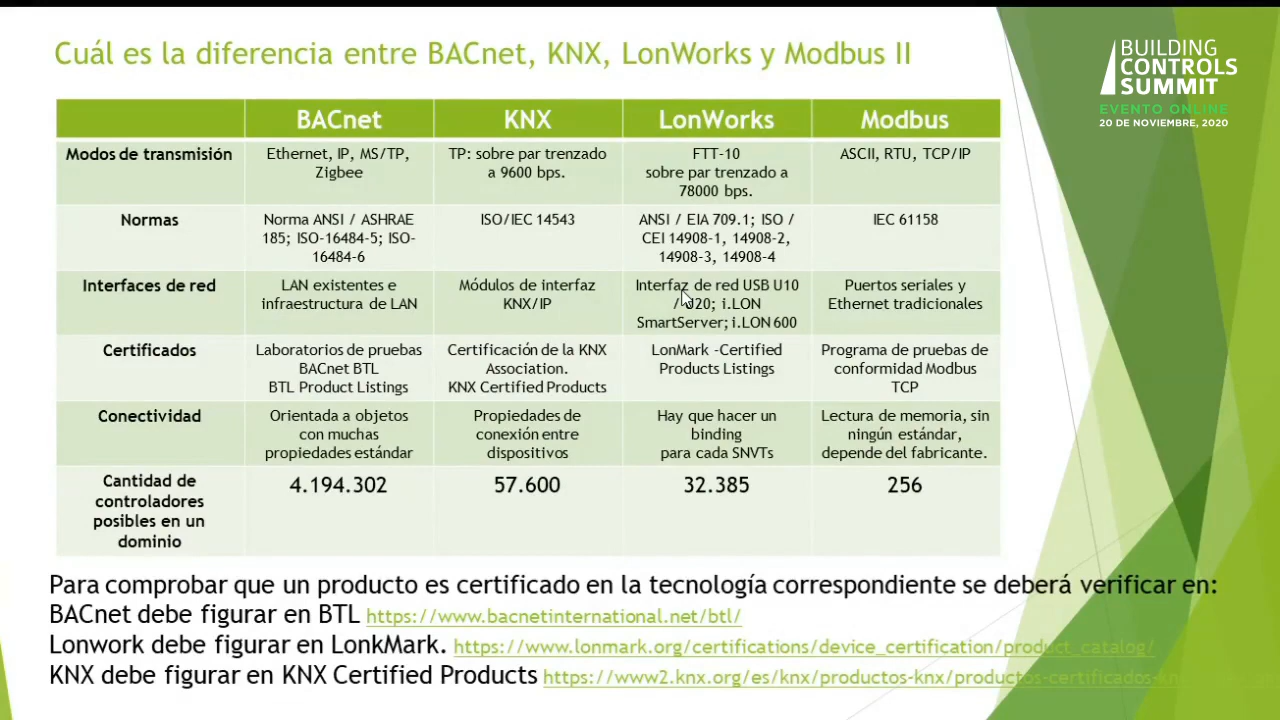 Cuál es la diferencia entre BACnet, KNX, LonWorks y Modbus II
BUILDING
CONTROLS
SUMMIT
EVENTO ONLINE
20 DE NOVIEMBRE, 2020
BACnet KNX LonWorks Modbus
Modos de transmisión
Ethernet, IP, MS/TP,
Zigbee
TP: sobre par trenzado
a 9600 bps.
FTT-10
sobre par trenzado a
78000 bps.
ASCII, RTU, TCP/IP
Normas
Norma ANSI / ASHRAE
185; ISO-16484-5; ISO-
16484-6
ISO/IEC 14543
ANSI / EIA 709.1; ISO /
CEI 14908-1, 14908-2,
14908-3, 14908-4
IEC 61158
Interfaces de red
LAN existentes e
infraestructura de LAN
Módulos de interfaz
KNX/IP
Interfaz de red USB U10
/ U20; i.LON
SmartServer; i.LON 600
Puertos seriales y
Ethernet tradicionales
Certificados
Laboratorios de pruebas
BACnet BTL
BTL Product Listings
Certificación de la KNX
Association.
KNX Certified Products
LonMark -Certified
Products Listings
Programa de pruebas de
conformidad Modbus
TCP
Conectividad
Orientada a objetos
con muchas
propiedades estándar
Propiedades de
conexión entre
dispositivos
Hay que hacer un
binding
para cada SNVTs
Lectura de memoria, sin
ningún estándar,
depende del fabricante.
Cantidad de
controladores
posibles en un
dominio
4.194.302
57.600
32.385
256
Para comprobar que un producto es certificado en la tecnología correspondiente se deberá verificar en:
BACnet debe figurar en BTL https://www.bacnetinternational.net/btl/
Lonwork debe figurar en LonkMark. https://www.lonmark.org/certifications/device_certification/product_catalog/
KNX debe figurar en KNX Certified Products https://www2.knx.org/es/knx/productos-knx/productos-certificados-